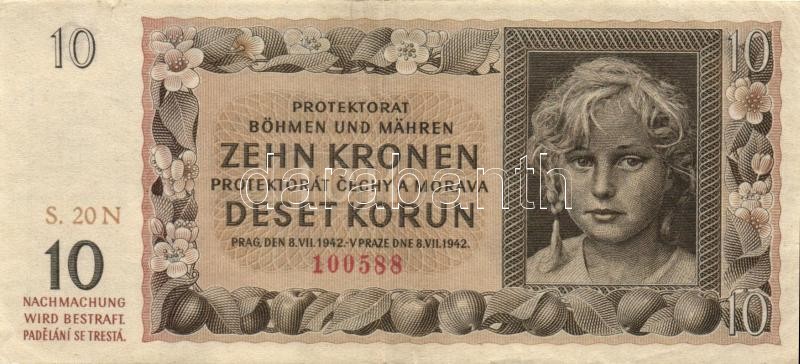 10
10
PROTEKTORAT
BÖHMEN UND MÄHREN
ZEHN KRONEN
PROTEKTORÁT ČECHY A MORAVA
DESET KORUN
PRAG, DEN 8.VII.1942.-V PRAZE DNE 8.VII.1942.
100588
S. 20 N
10
NACHMACHUNG
WIRD BESTRAFT.
PADĚLÁNÍ SE TRESTÁ.
10
darabanth